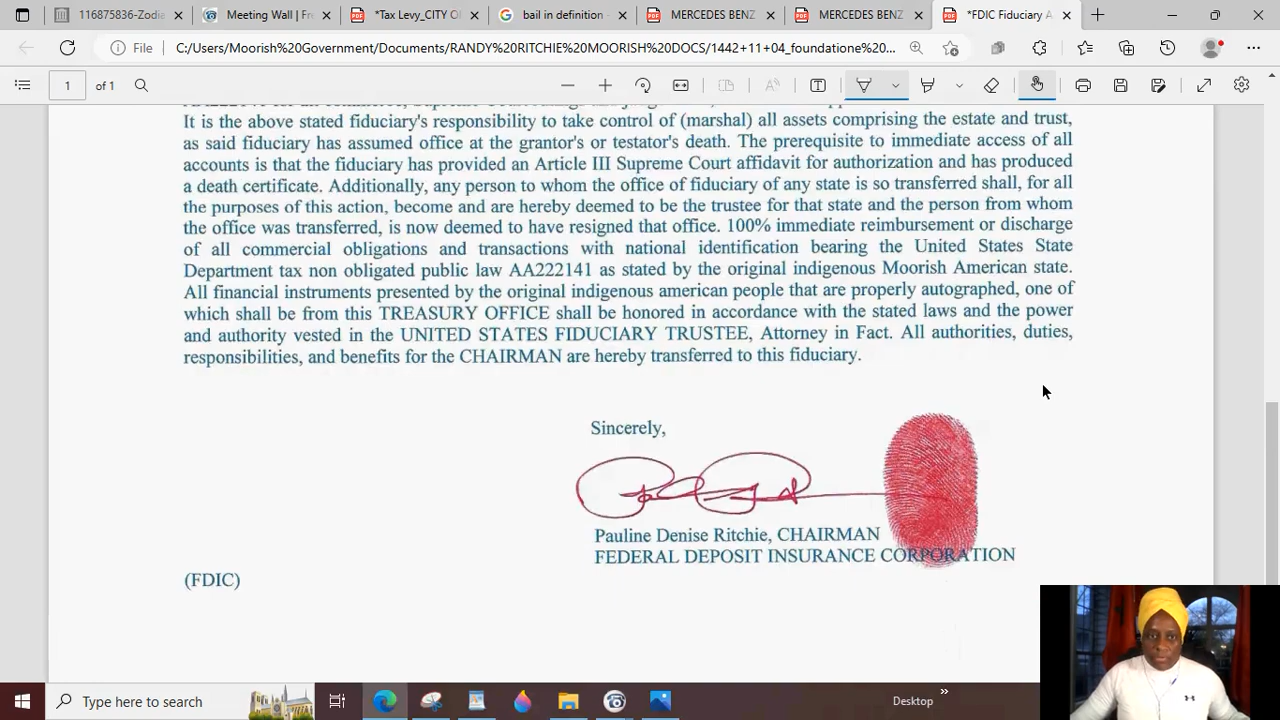 116875836-Zodia
Meeting Wall | Fr
*Tax Levy_CITY O
bail in definition -
MERCEDES BENZ
MERCEDES BENZ
*FDIC Fiduciary A
File
C:/Users/Moorish%20Government/Documents/RANDY%20RITCHIE%20MOORISH%20DOCS/1442+11+04_foundatione%20...
1 of 1
It is the above stated fiduciary's responsibility to take control of (marshal) all assets comprising the estate and trust,
as said fiduciary has assumed office at the grantor's or testator's death. The prerequisite to immediate access of all
accounts is that the fiduciary has provided an Article III Supreme Court affidavit for authorization and has produced
a death certificate. Additionally, any person to whom the office of fiduciary of any state is so transferred shall, for all
the purposes of this action, become and are hereby deemed to be the trustee for that state and the person from whom
the office was transferred, is now deemed to have resigned that office. 100% immediate reimbursement or discharge
of all commercial obligations and transactions with national identification bearing the United States State
Department tax non obligated public law AA222141 as stated by the original indigenous Moorish American state.
All financial instruments presented by the original indigenous american people that are properly autographed, one of
which shall be from this TREASURY OFFICE shall be honored in accordance with the stated laws and the power
and authority vested in the UNITED STATES FIDUCIARY TRUSTEE, Attorney in Fact. All authorities, duties,
responsibilities, and benefits for the CHAIRMAN are hereby transferred to this fiduciary.
Sincerely,
Pauline Denise Ritchie, CHAIRMAN
FEDERAL DEPOSIT INSURANCE CORPORATION
(FDIC)
Type here to search
Desktop